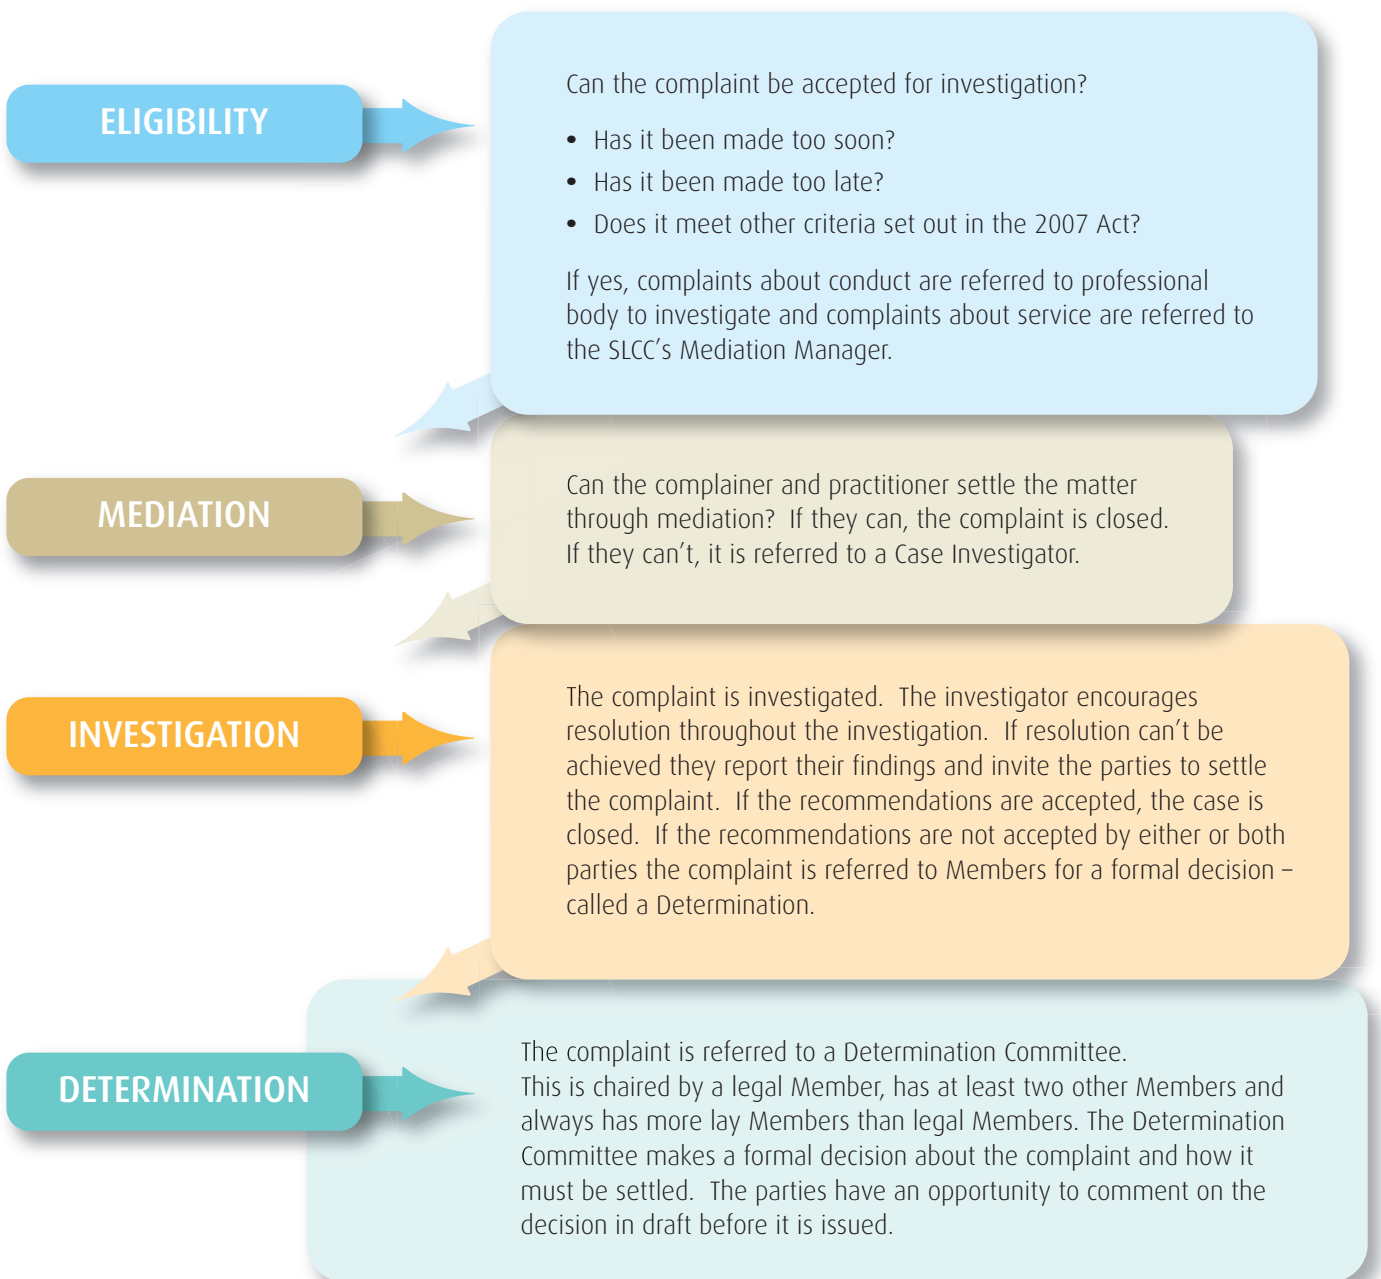 ELIGIBILITY
Can the complaint be accepted for investigation?
• Has it been made too soon?
• Has it been made too late?
• Does it meet other criteria set out in the 2007 Act?
If yes, complaints about conduct are referred to professional
body to investigate and complaints about service are referred to
the SLCC’s Mediation Manager.
MEDIATION
Can the complainer and practitioner settle the matter
through mediation? If they can, the complaint is closed.
If they can’t, it is referred to a Case Investigator.
INVESTIGATION
The complaint is investigated. The investigator encourages
resolution throughout the investigation. If resolution can’t be
achieved they report their findings and invite the parties to settle
the complaint. If the recommendations are accepted, the case is
closed. If the recommendations are not accepted by either or both
parties the complaint is referred to Members for a formal decision –
called a Determination.
DETERMINATION
The complaint is referred to a Determination Committee.
This is chaired by a legal Member, has at least two other Members and
always has more lay Members than legal Members. The Determination
Committee makes a formal decision about the complaint and how it
must be settled. The parties have an opportunity to comment on the
decision in draft before it is issued.